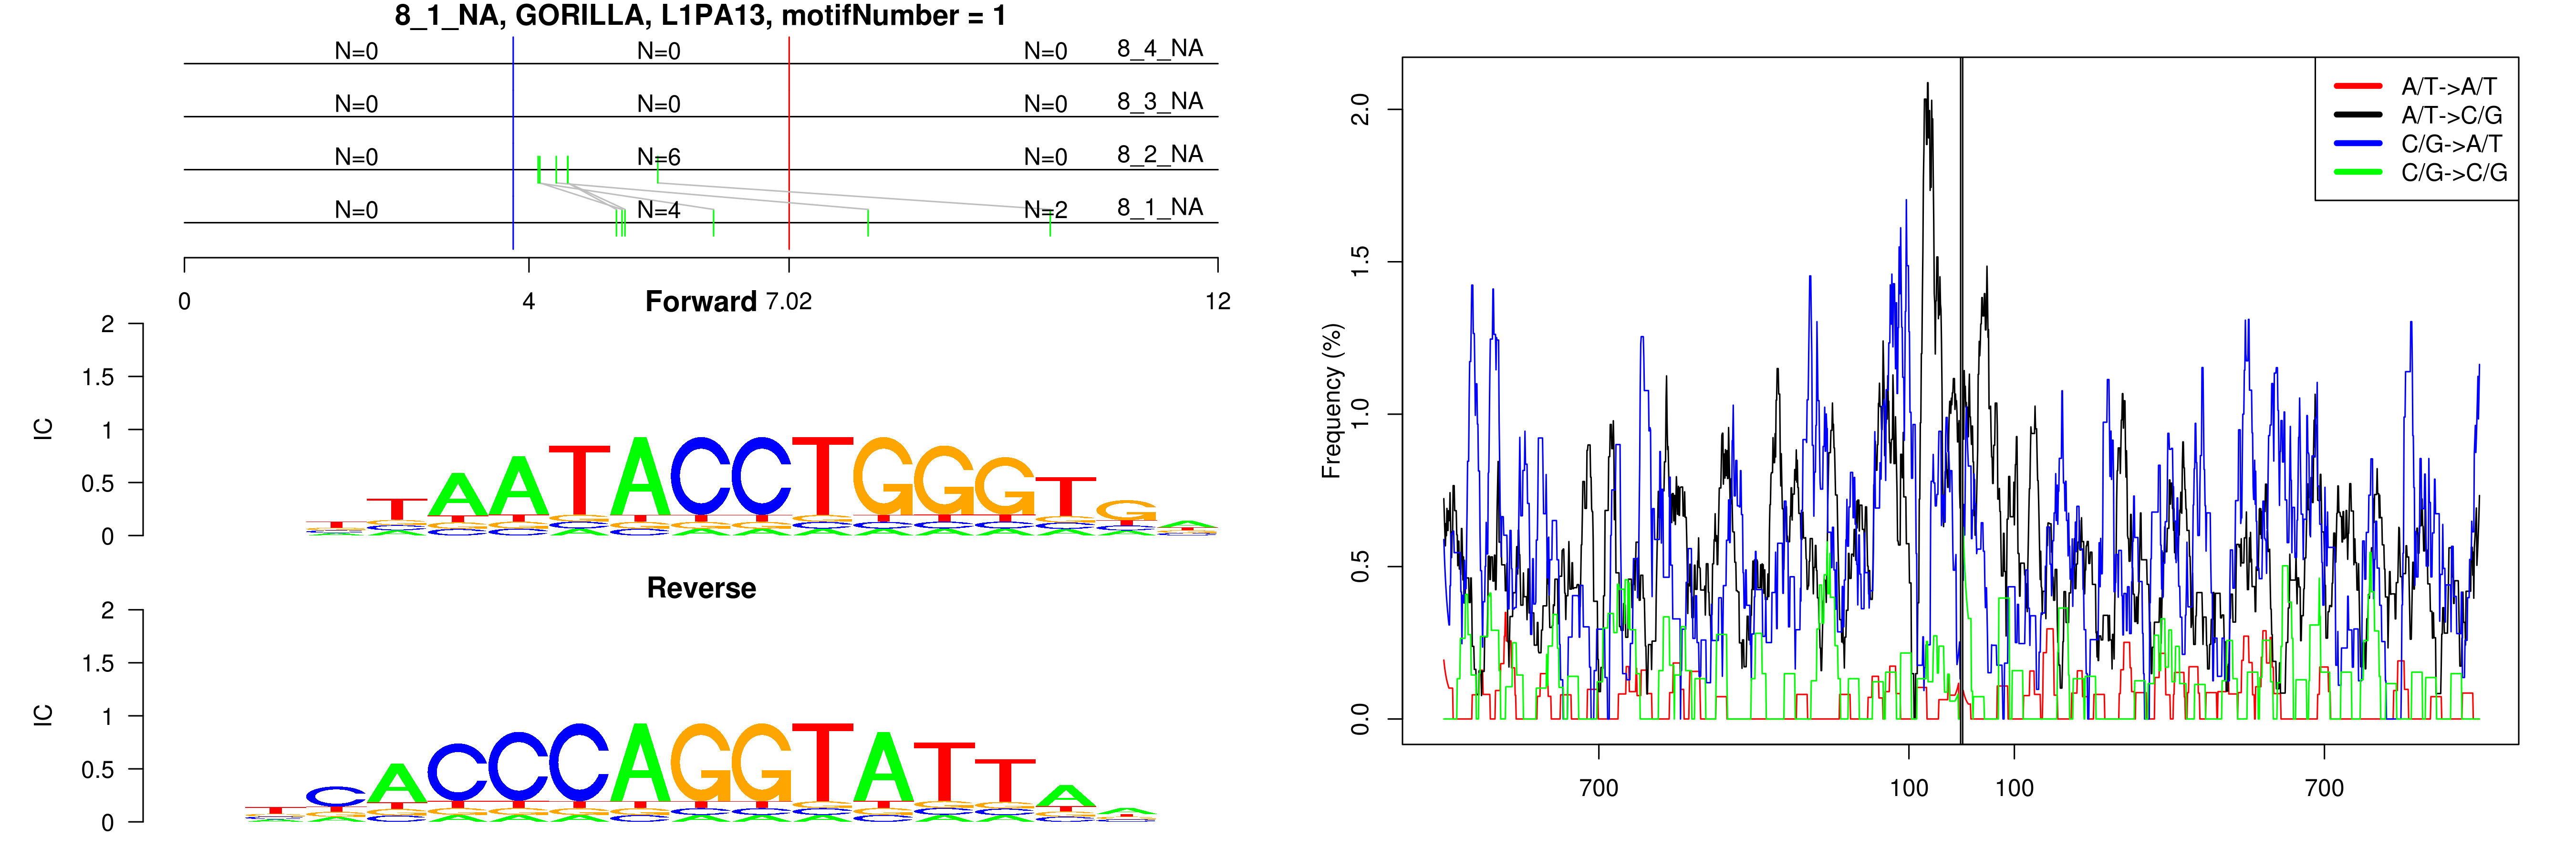 8_1_NA, GORILLA, L1PA13, motifNumber = 1
N=0 N=0 N=0 8_4_NA
N=0 N=0 N=0 8_3_NA
N=0 N=6 N=0 8_2_NA
N=0 N=4 N=2 8_1_NA
0 4 7.02 12
Forward
IC
2
1.5
1
0.5
0
TTAATACCTGGGTGA
Reverse
IC
2
1.5
1
0.5
0
TCACCCAGGTATTAA
Frequency (%)
2.0
1.5
1.0
0.5
0.0
700 100 100 700
A/T->A/T
A/T->C/G
C/G->A/T
C/G->C/G